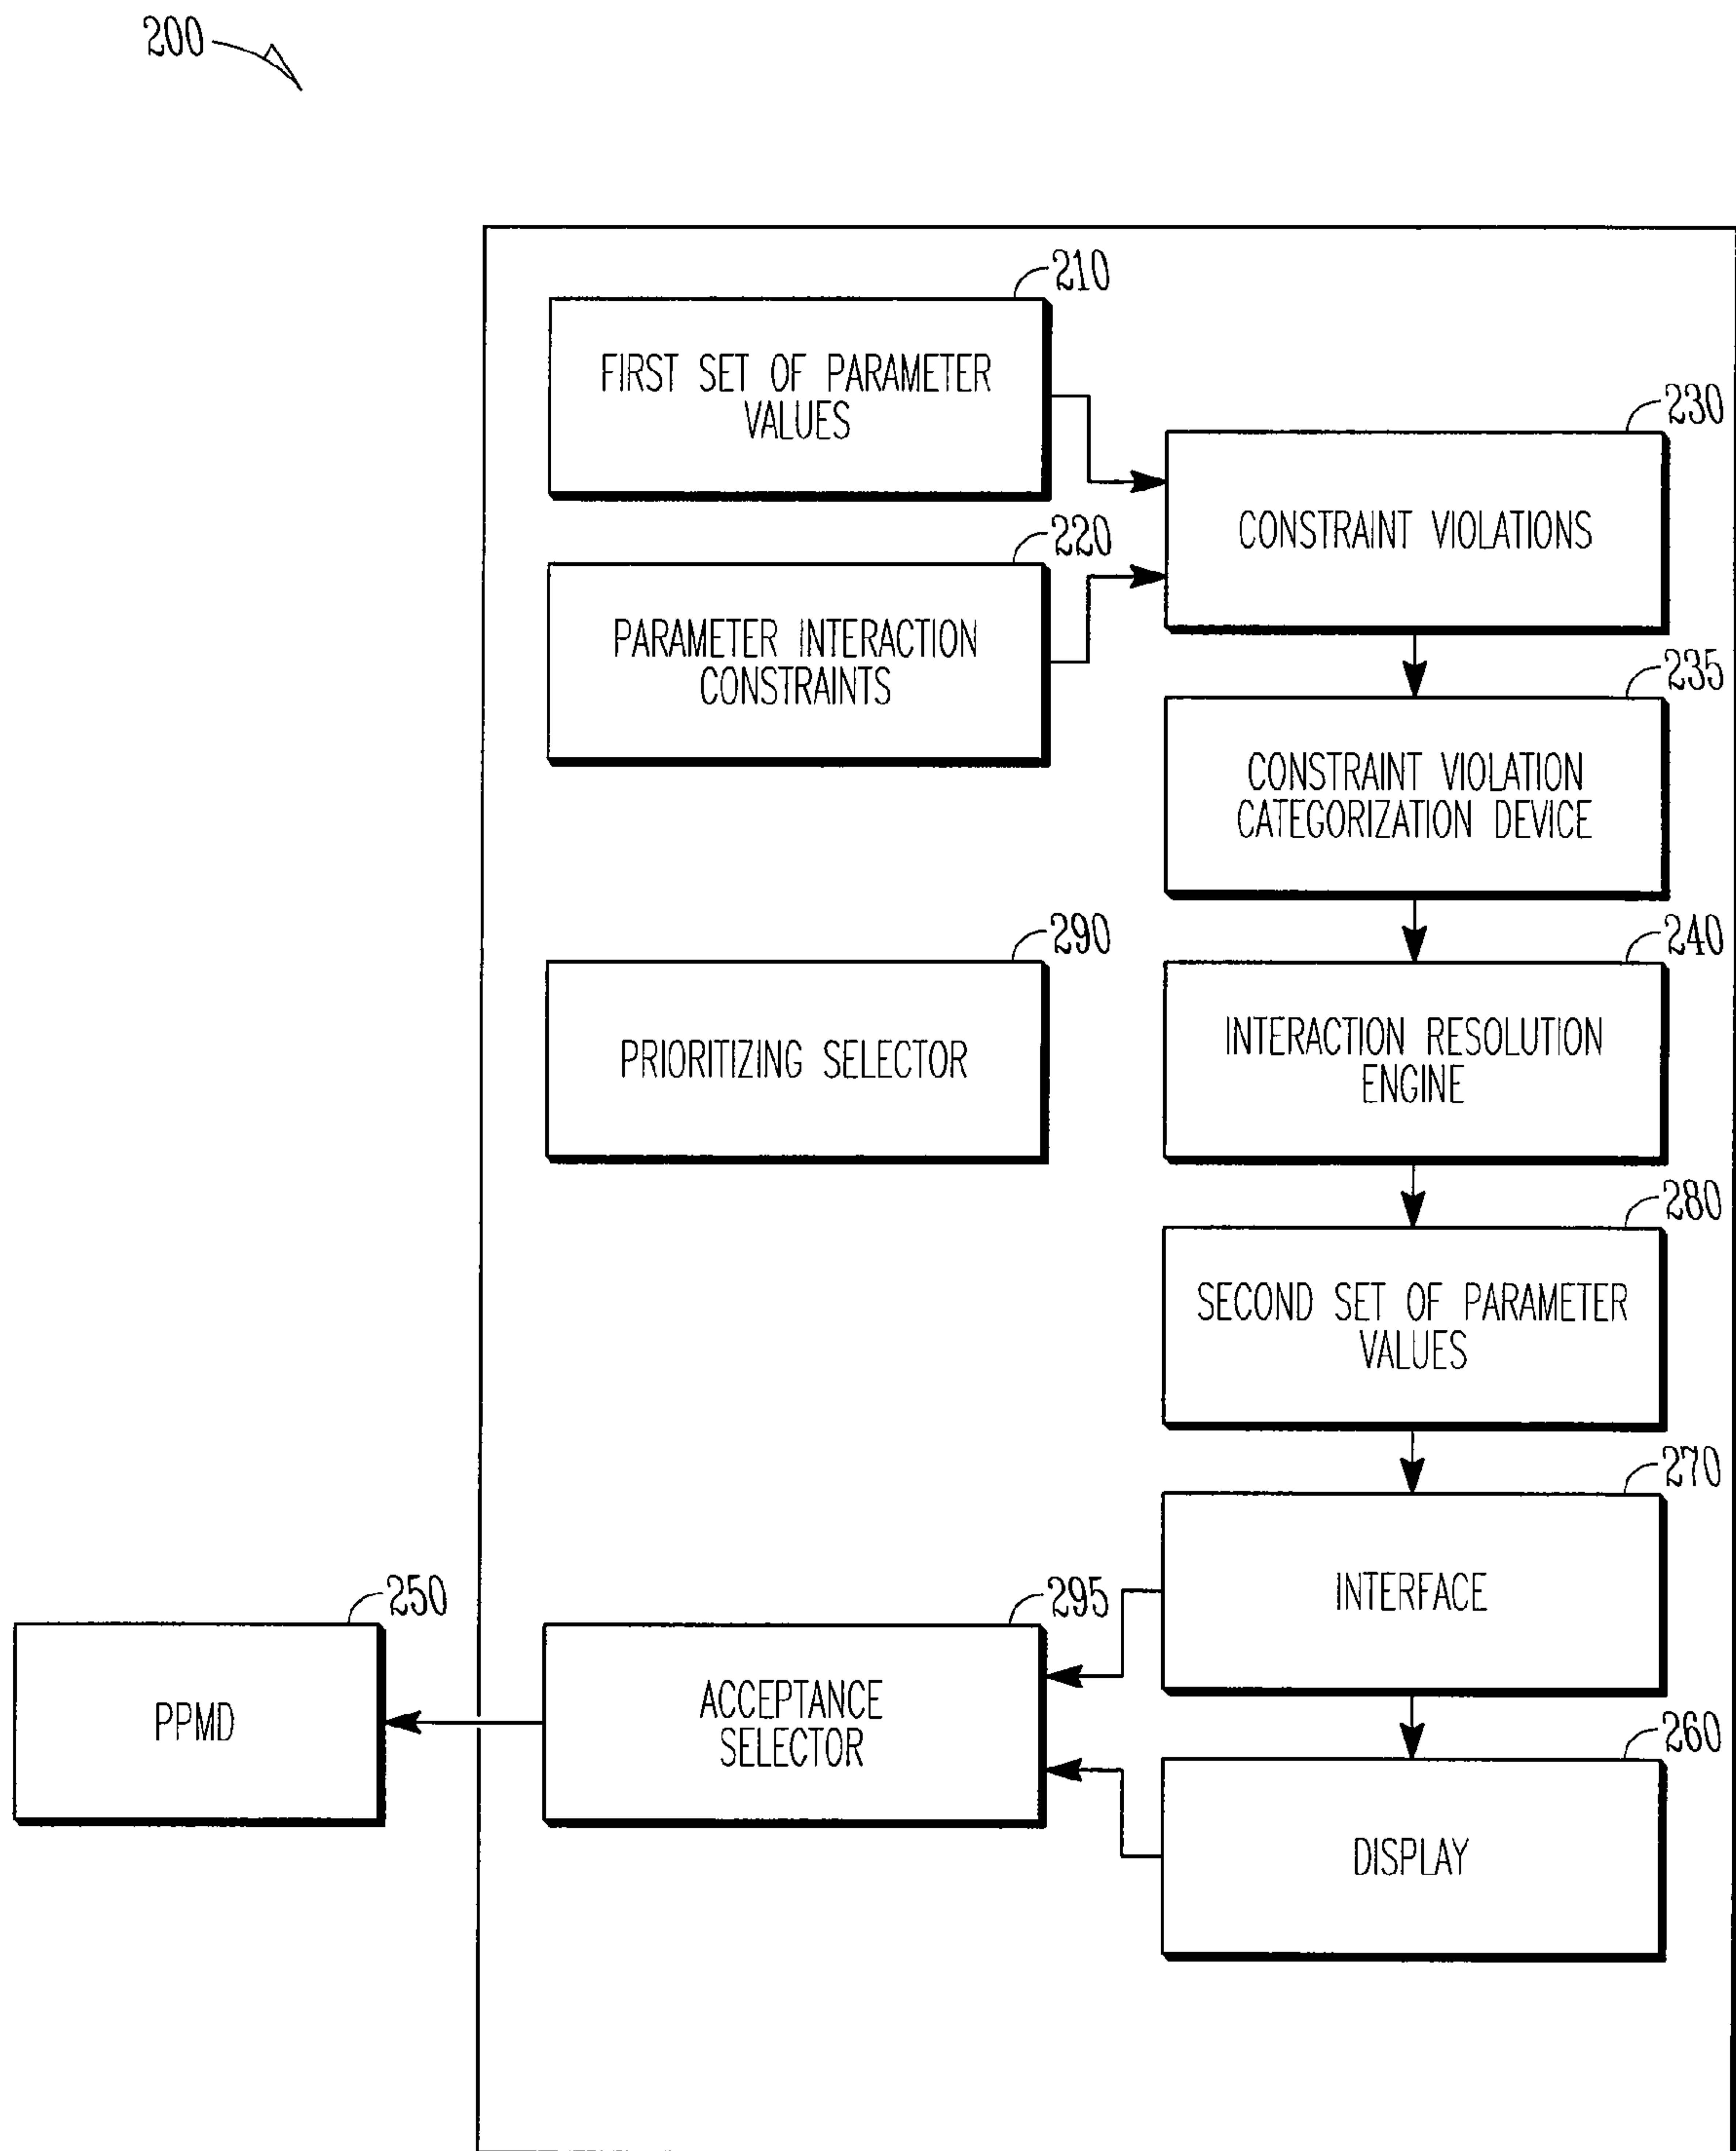 200
210
FIRST SET OF PARAMETER
VALUES
230
CONSTRAINT VIOLATIONS
220
PARAMETER INTERACTION
CONSTRAINTS
235
CONSTRAINT VIOLATION
CATEGORIZATION DEVICE
290
PRIORITIZING SELECTOR
240
INTERACTION RESOLUTION
ENGINE
280
SECOND SET OF PARAMETER
VALUES
270
INTERFACE
250
PPMD
295
ACCEPTANCE
SELECTOR
260
DISPLAY